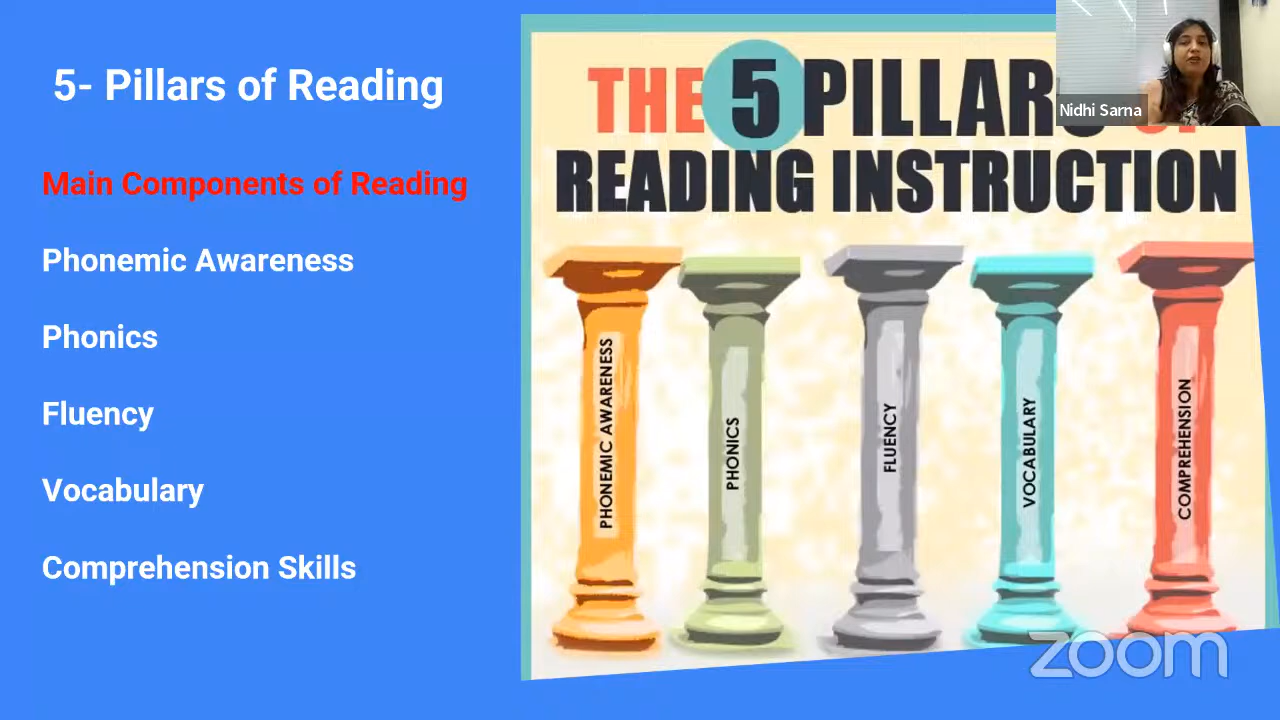 5- Pillars of Reading
Main Components of Reading
Phonemic Awareness
Phonics
Fluency
Vocabulary
Comprehension Skills
THE 5 PILLARS
READING INSTRUCTION
PHONEMIC AWARENESS
PHONICS
FLUENCY
VOCABULARY
COMPREHENSION
Nidhi Sarna
zoom